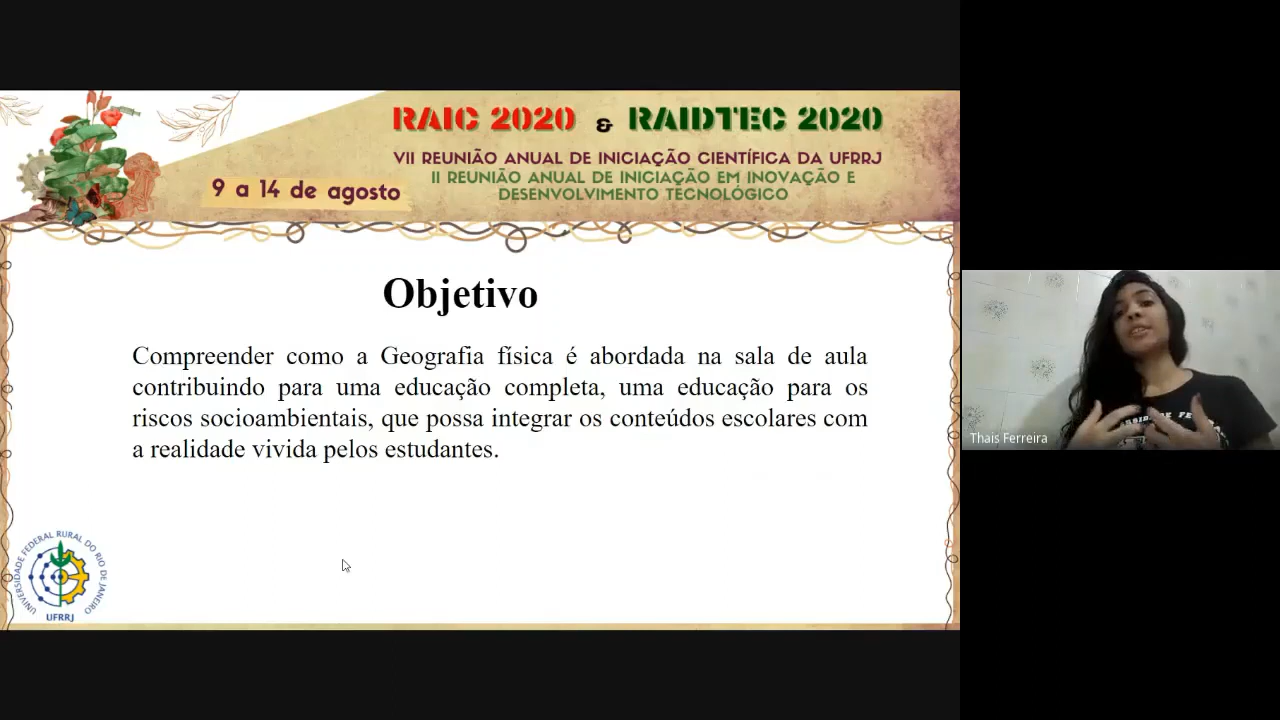 RAIC 2020 & RAIDTEC 2020
VII REUNIÃO ANUAL DE INICIAÇÃO CIENTÍFICA DA UFRRJ
II REUNIÃO ANUAL DE INICIAÇÃO EM INOVAÇÃO E
DESENVOLVIMENTO TECNOLÓGICO
9 a 14 de agosto
Objetivo
Compreender como a Geografia física é abordada na sala de aula
contribuindo para uma educação completa, uma educação para os
riscos socioambientais, que possa integrar os conteúdos escolares com
a realidade vivida pelos estudantes.
UNIVERSIDADE FEDERAL RURAL DO RIO DE JANEIRO
UFRRJ
Thais Ferreira